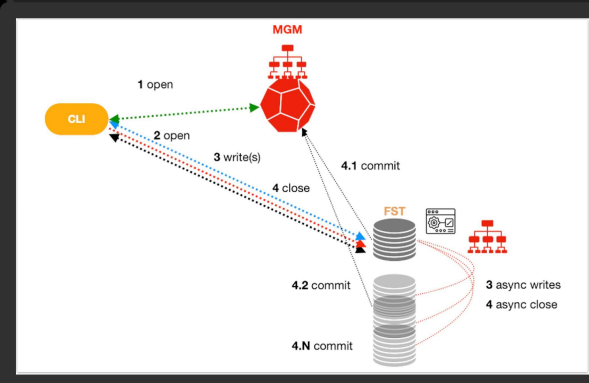 MGM
1 open
CLI
2 open
3 write(s)
4 close
4.1 commit
FST
4.2 commit
3 async writes
4 async close
4.N commit